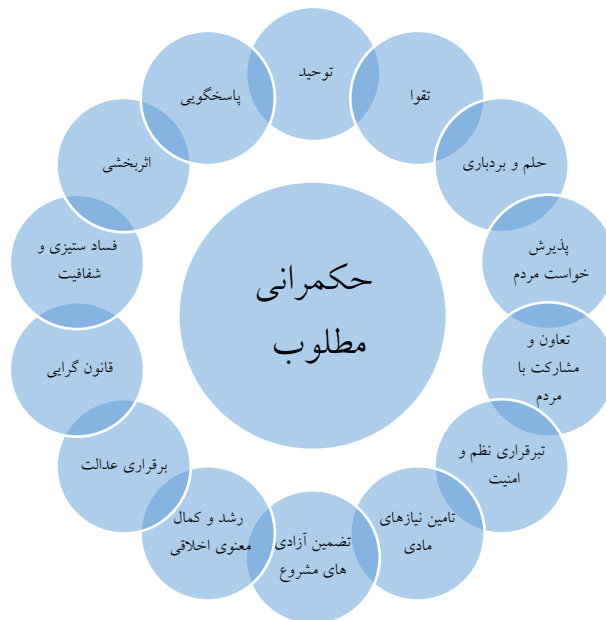 حکمرانی
مطلوب
توحید
تقوا
حلم و بردباری
پذیرش
خواست مردم
تعاون و
مشارکت با
مردم
تبرقراری نظم و
امنیت
تامین نیازهای
مادی
تضمین آزادی
های مشروع
رشد و کمال
معنوی اخلاقی
برقراری عدالت
قانون گرایی
فساد ستیزی و
شفافیت
اثربخشی
پاسخگویی